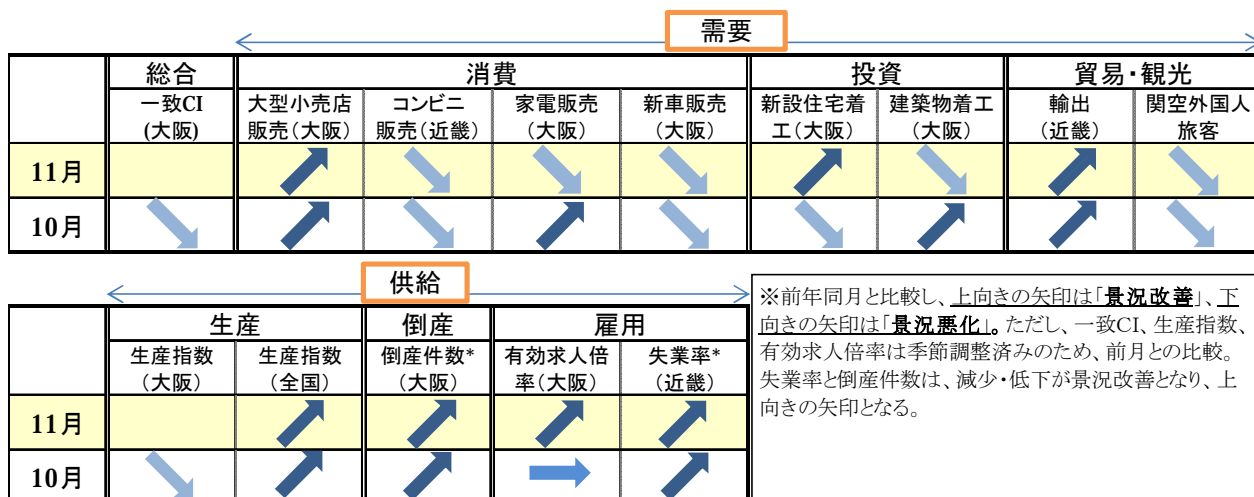 需要
総合 消費 投資 貿易・観光
一致CI
(大阪)
大型小売店
販売(大阪)
コンビニ
販売(近畿)
家電販売
(大阪)
新車販売
(大阪)
新設住宅着
工(大阪)
建築物着工
(大阪)
輸出
(近畿)
関空外国人
旅客
11月
10月
供給
生産 倒産 雇用
生産指数
(大阪)
生産指数
(全国)
倒産件数*
(大阪)
有効求人倍
率(大阪)
失業率*
(近畿)
11月
10月
※前年同月と比較し、上向きの矢印は「景況改善」、下
向きの矢印は「景況悪化」。ただし、一致CI、生産指数、
有効求人倍率は季節調整済みのため、前月との比較。
失業率と倒産件数は、減少・低下が景況改善となり、上
向きの矢印となる。